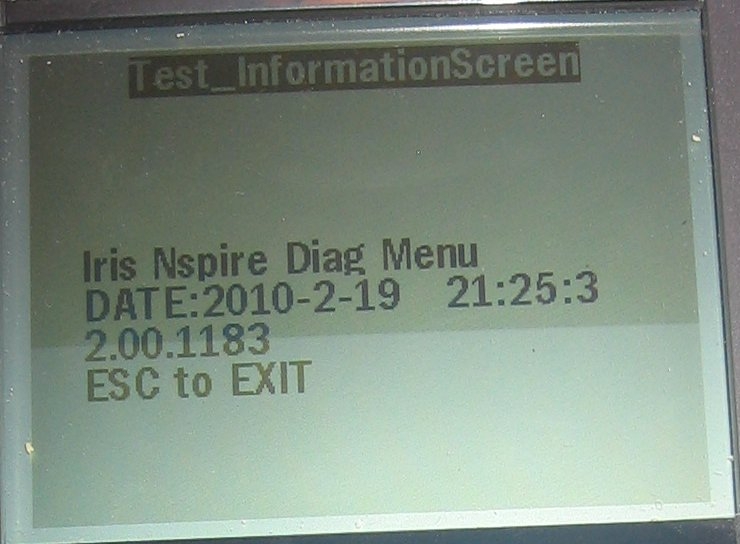 Test_InformationScreen
Iris Nspire Diag Menu
DATE:2010-2-19 21:25:3
2.00.1183
ESC to EXIT